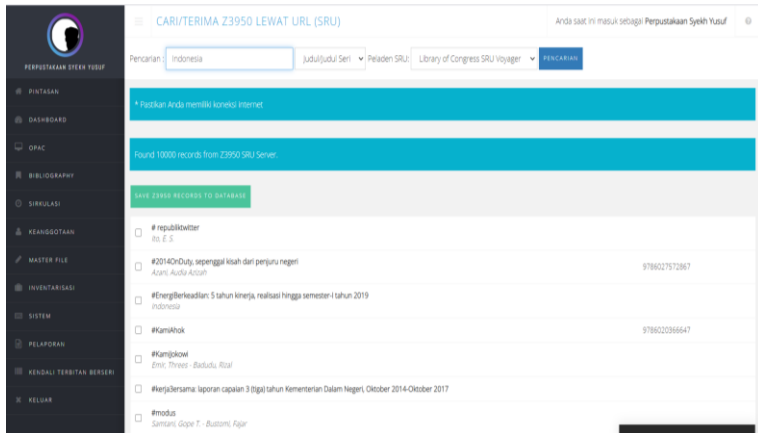 CARI/TERIMA Z3950 LEWAT URL (SRU)
Anda saat ini masuk sebagai Perpustakaan Syekh Yusuf
PERPUSTAKAAN SYEKH YUSUF
Pencarian : Indonesia Judul/Judul Seri Peladen SRU: Library of Congress SRU Voyager PENCARIAN
PINTASAN
DASHBOARD
OPAC
BIBLIOGRAPHY
SIRKULASI
KEANGGOTAAN
MASTER FILE
INVENTARISASI
SISTEM
PELAPORAN
KENDALI TERBITAN BERSERI
KELUAR
* Pastikan Anda memiliki koneksi internet
Found 10000 records from Z3950 SRU Server.
SAVE Z3950 RECORDS TO DATABASE
# republiktwitter
Ito, E. S.
#2014OnDuty, sepenggal kisah dari penjuru negeri 9786027572867
Azani, Audia Azizah
#EnergiBerkeadilan: 5 tahun kinerja, realisasi hingga semester-I tahun 2019
Indonesia
#KamiAhok 9786020366647
#KamiJokowi
Emir, Threes - Badudu, Rizal
#kerja3ersama: laporan capaian 3 (tiga) tahun Kementerian Dalam Negeri, Oktober 2014-Oktober 2017
#modus
Samtani, Gope T. - Bustomi, Fajar